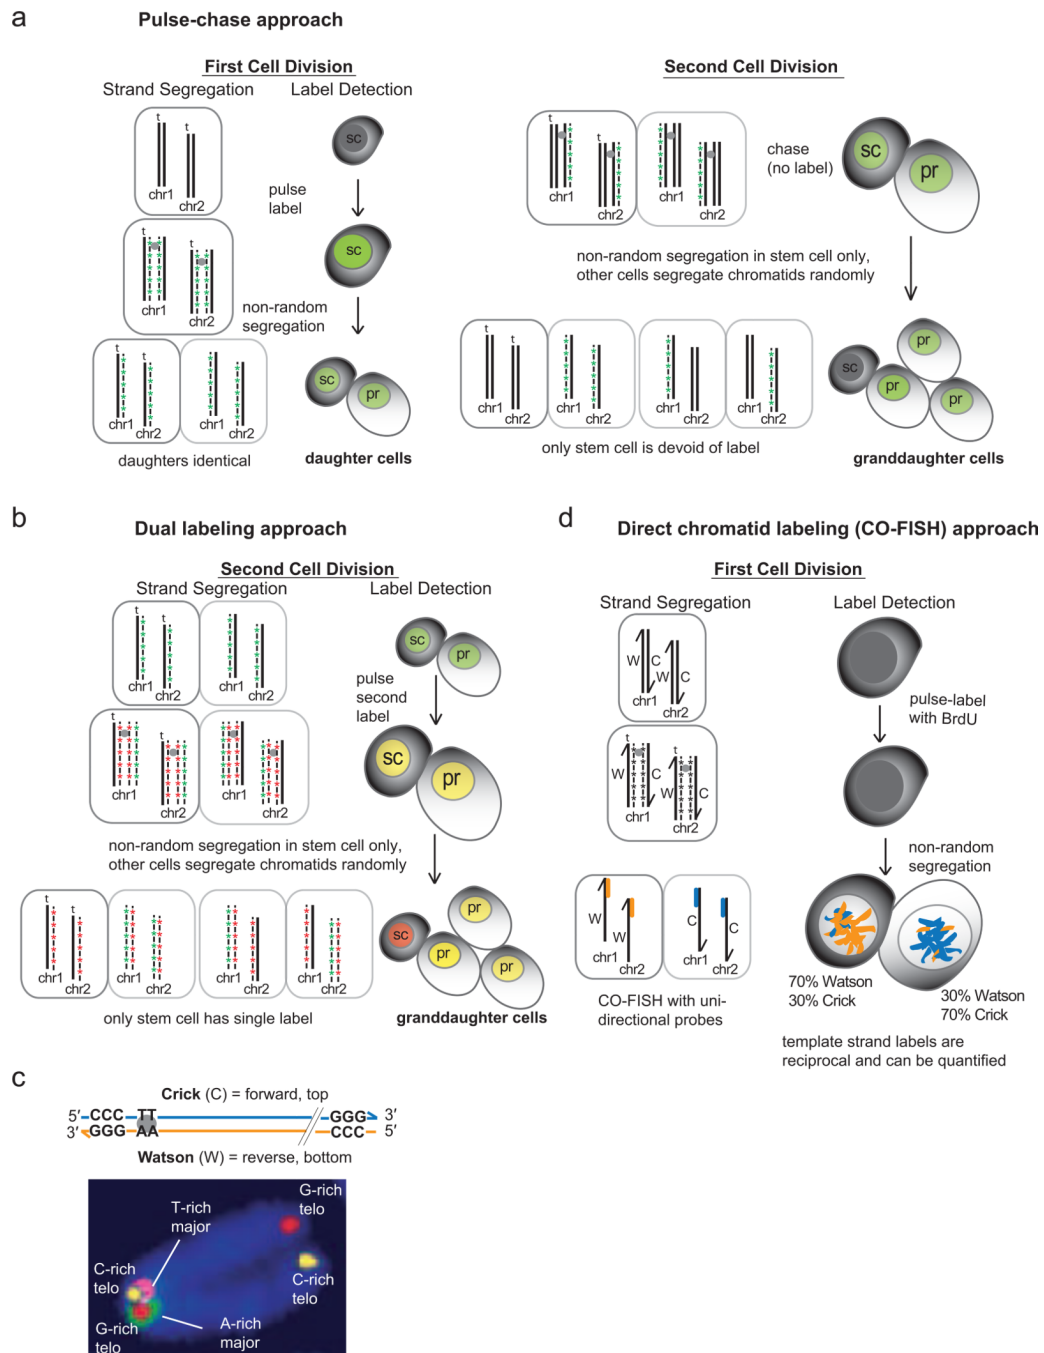 a
Pulse-chase approach
First Cell Division
Strand Segregation
Label Detection
t
chr1
chr2
sc
pulse
label
t
chr1
t
chr2
sc
non-random
segregation
t
chr1
t
chr2
chr1
chr2
sc
pr
daughters identical
daughter cells
Second Cell Division
t
chr1
t
chr2
chr1
chr2
chase
(no label)
sc
pr
non-random segregation in stem cell only,
other cells segregate chromatids randomly
t
chr1
t
chr2
chr1
chr2
chr1
chr2
chr1
chr2
sc
pr
pr
pr
only stem cell is devoid of label
granddaughter cells
b
Dual labeling approach
Second Cell Division
Strand Segregation
Label Detection
t
chr1
t
chr2
chr1
chr2
sc
pr
pulse
second
label
t
chr1
t
chr2
chr1
chr2
sc
pr
non-random segregation in stem cell only,
other cells segregate chromatids randomly
t
chr1
t
chr2
chr1
chr2
chr1
chr2
chr1
chr2
sc
pr
pr
pr
only stem cell has single label
granddaughter cells
c
Crick (C) = forward, top
5′ CCC TT GGG 3′
3′ GGG AA CCC 5′
Watson (W) = reverse, bottom
G-rich
telo
T-rich
major
C-rich
telo
C-rich
telo
G-rich
telo
A-rich
major
d
Direct chromatid labeling (CO-FISH) approach
First Cell Division
Strand Segregation
Label Detection
W
C
W
C
chr1
chr2
pulse-label
with BrdU
t
W
C
chr1
t
W
C
chr2
non-random
segregation
W
chr1
W
chr2
C
chr1
C
chr2
70% Watson
30% Crick
30% Watson
70% Crick
CO-FISH with uni-
directional probes
template strand labels are
reciprocal and can be quantified